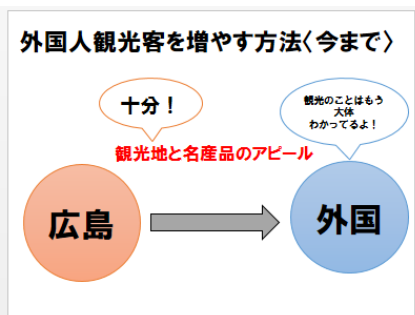 外国人観光客を増やす方法〈今まで〉
十分！
観光のことはもう
大体
わかってるよ！
観光地と名産品のアピール
広島
外国